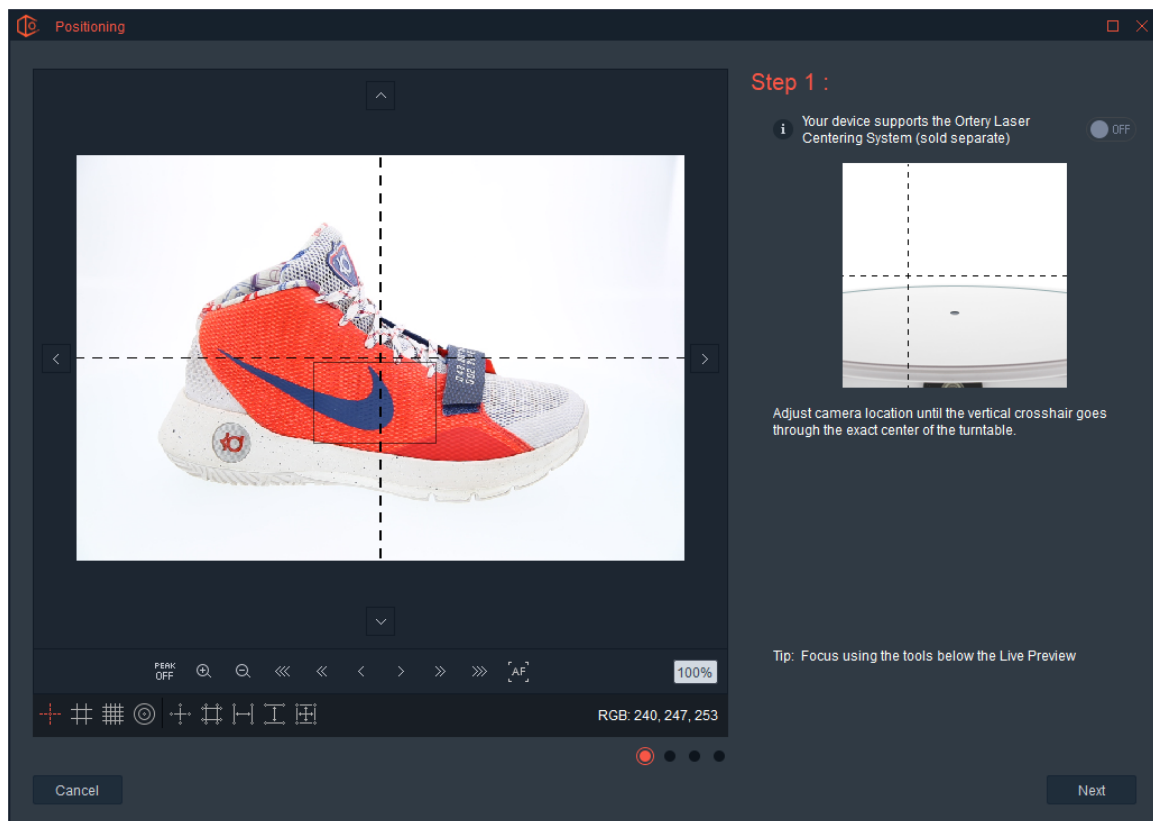 Positioning
Step 1 :
Your device supports the Ortery Laser
Centering System (sold separate)
OFF
Adjust camera location until the vertical crosshair goes
through the exact center of the turntable.
Tip: Focus using the tools below the Live Preview
PEAK
OFF
AF
100%
RGB: 240, 247, 253
Cancel
Next